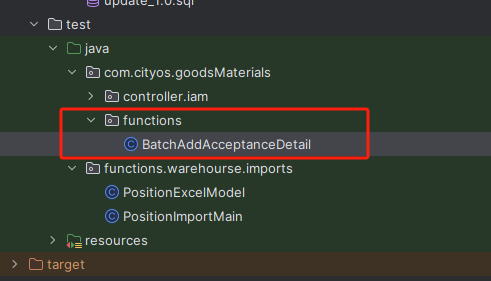 update_1.0.sql
test
java
com.cityos.goodsMaterials
controller.iam
functions
BatchAddAcceptanceDetail
functions.warehourse.imports
PositionExcelModel
PositionImportMain
resources
target